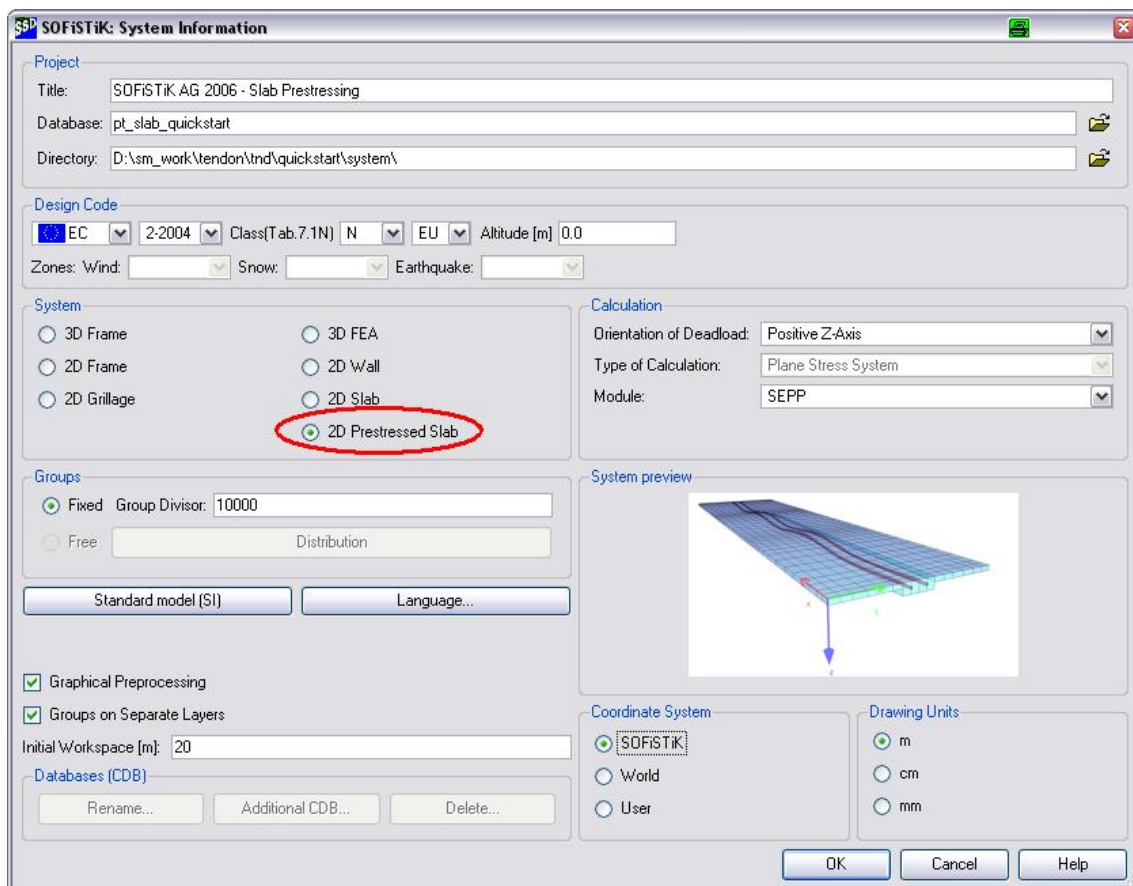 SSD SOFiSTiK: System Information
Project
Title: SOFiSTiK AG 2006 - Slab Prestressing
Database: pt_slab_quickstart
Directory: D:\sm_work\tendon\tnd\quickstart\system\
Design Code
EC 2-2004 Class(Tab.7.1N) N EU Altitude [m] 0.0
Zones: Wind: Snow: Earthquake:
System
3D Frame 3D FEA
2D Frame 2D Wall
2D Grillage 2D Slab
2D Prestressed Slab
Calculation
Orientation of Deadload: Positive Z-Axis
Type of Calculation: Plane Stress System
Module: SEPP
Groups
Fixed Group Divisor: 10000
Free Distribution
Standard model (SI) Language...
System preview
Graphical Preprocessing
Groups on Separate Layers
Initial Workspace [m]: 20
Databases (CDB)
Rename... Additional CDB... Delete...
Coordinate System
SOFiSTiK
World
User
Drawing Units
m
cm
mm
OK Cancel Help